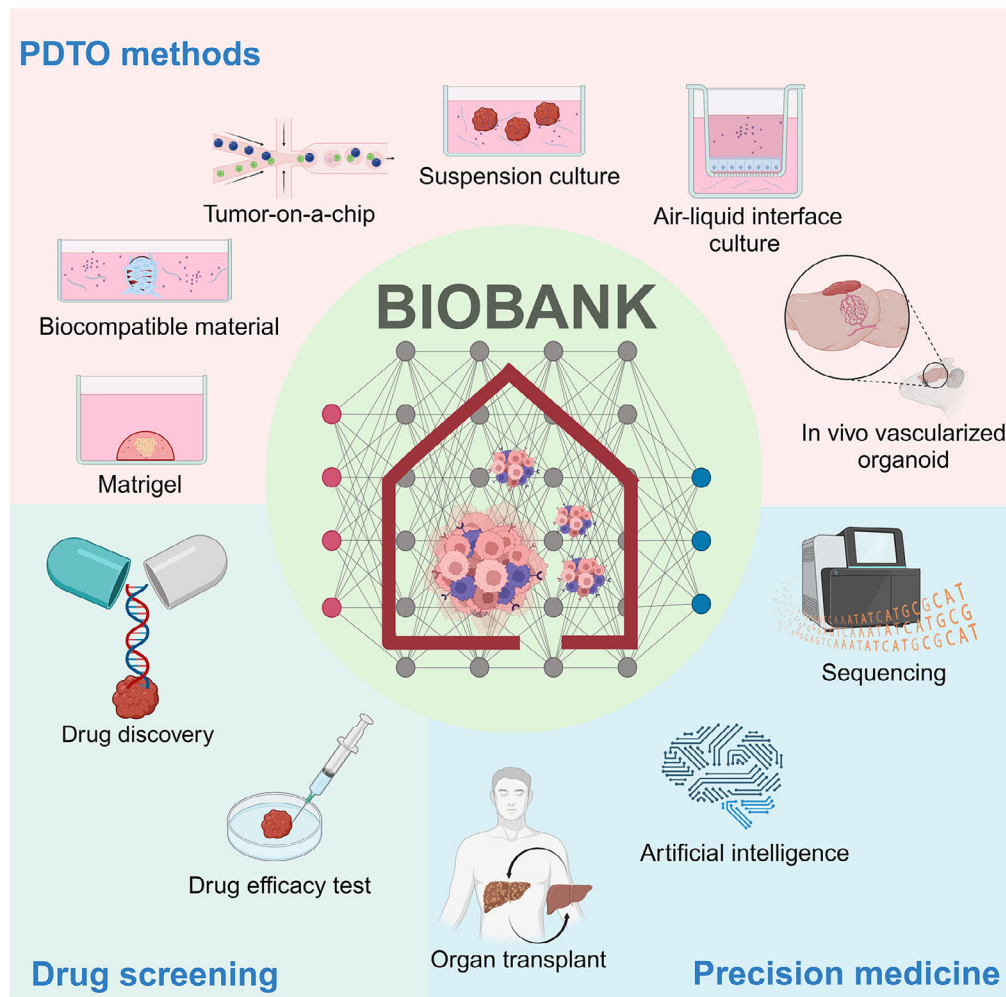 PDTO methods
Suspension culture
Tumor-on-a-chip
Air-liquid interface
culture
Biocompatible material
BIOBANK
In vivo vascularized
organoid
Matrigel
Sequencing
Drug discovery
Artificial intelligence
Drug efficacy test
Organ transplant
Drug screening
Precision medicine